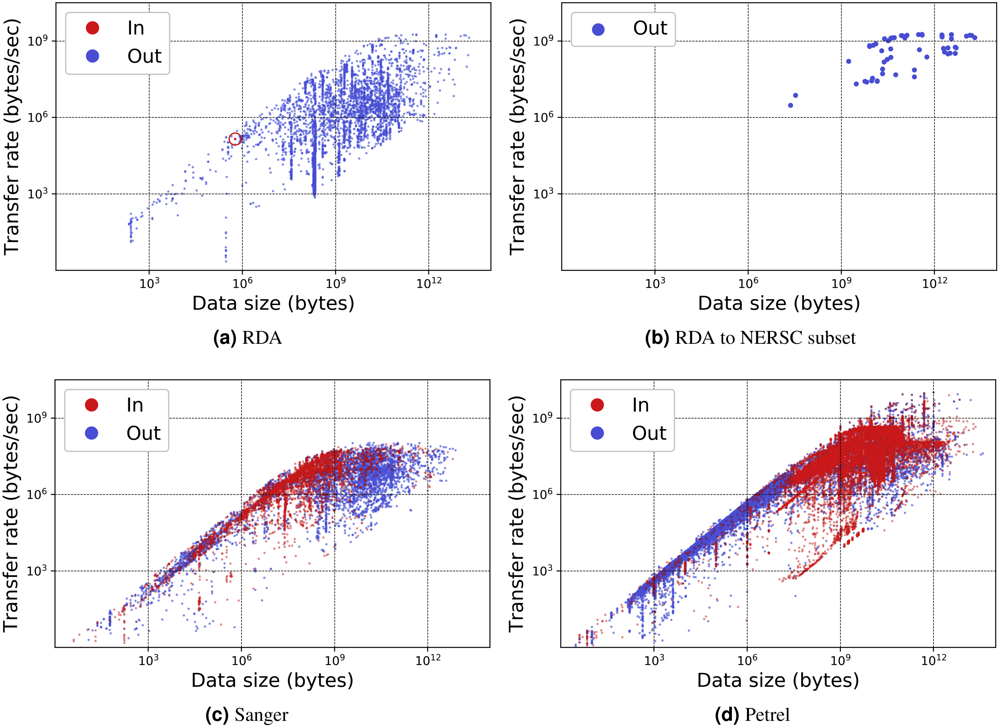 In
Out
Transfer rate (bytes/sec)
10⁹
10⁶
10³
10³ 10⁶ 10⁹ 10¹²
Data size (bytes)
(a) RDA
Out
Transfer rate (bytes/sec)
10⁹
10⁶
10³
10³ 10⁶ 10⁹ 10¹²
Data size (bytes)
(b) RDA to NERSC subset
In
Out
Transfer rate (bytes/sec)
10⁹
10⁶
10³
10³ 10⁶ 10⁹ 10¹²
Data size (bytes)
(c) Sanger
In
Out
Transfer rate (bytes/sec)
10⁹
10⁶
10³
10³ 10⁶ 10⁹ 10¹²
Data size (bytes)
(d) Petrel